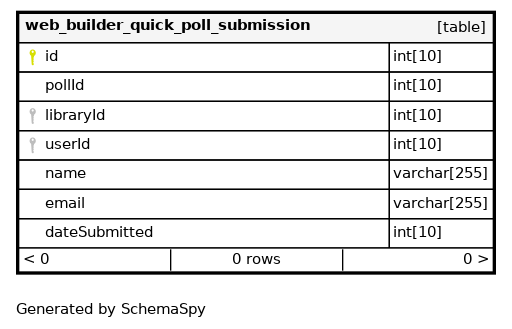 web_builder_quick_poll_submission [table]
id int[10]
pollId int[10]
libraryId int[10]
userId int[10]
name varchar[255]
email varchar[255]
dateSubmitted int[10]
< 0 0 rows 0 >
Generated by SchemaSpy